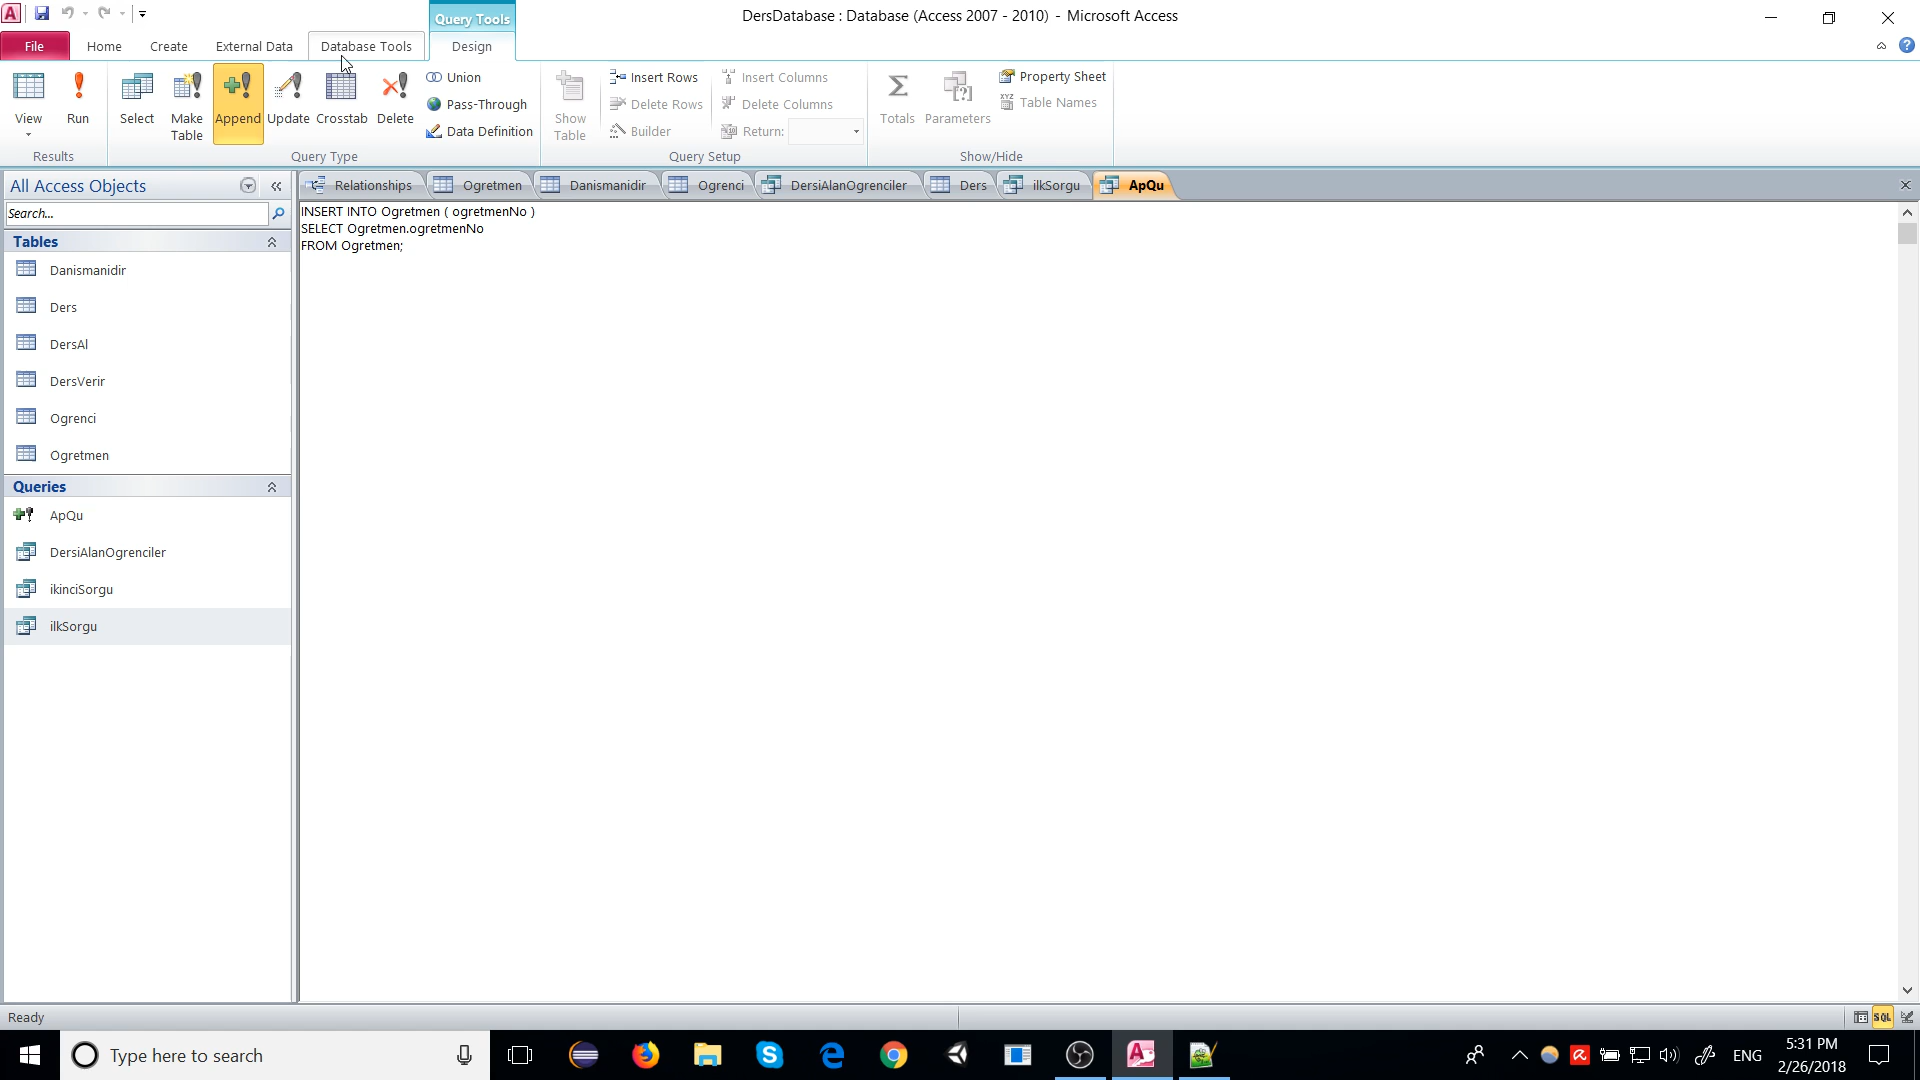 DersDatabase : Database (Access 2007 - 2010) - Microsoft Access
Query Tools
File
Home
Create
External Data
Database Tools
Design
View
Run
Results
Select
Make
Table
Append
Update
Crosstab
Delete
Union
Pass-Through
Data Definition
Query Type
Show
Table
Insert Rows
Delete Rows
Builder
Insert Columns
Delete Columns
Return:
Query Setup
Totals
Parameters
Property Sheet
XYZ Table Names
Show/Hide
All Access Objects
Search...
Tables
Danismanidir
Ders
DersAl
DersVerir
Ogrenci
Ogretmen
Queries
ApQu
DersiAlanOgrenciler
ikinciSorgu
ilkSorgu
Relationships
Ogretmen
Danismanidir
Ogrenci
DersiAlanOgrenciler
Ders
ilkSorgu
ApQu
INSERT INTO Ogretmen ( ogretmenNo )
SELECT Ogretmen.ogretmenNo
FROM Ogretmen;
Ready
SQL
Type here to search
ENG
5:31 PM
2/26/2018